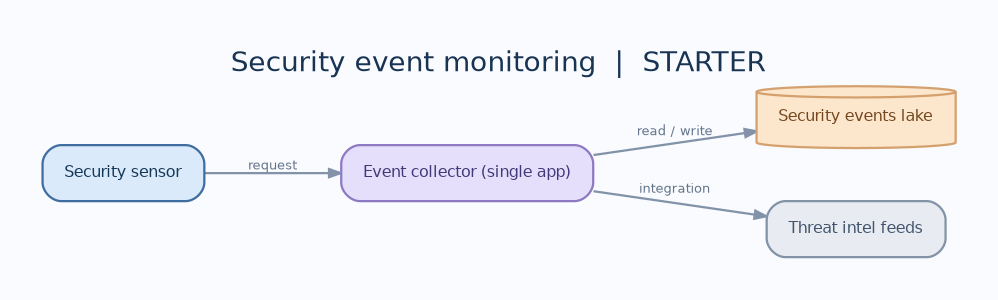 Security event monitoring | STARTER
Security sensor
request
Event collector (single app)
read / write
Security events lake
integration
Threat intel feeds